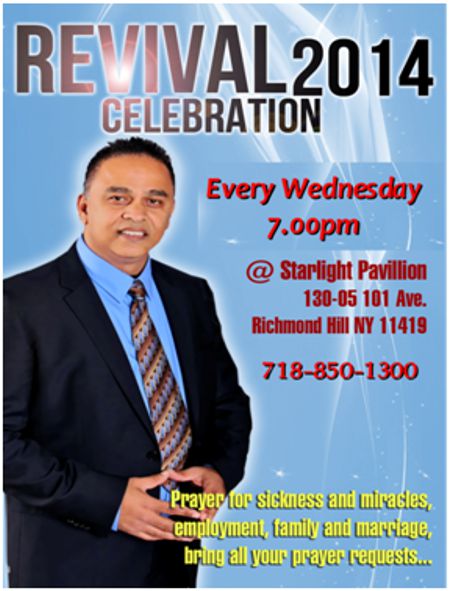 REVIVAL 2014
CELEBRATION
Every Wednesday
7.00pm
@ Starlight Pavillion
130-05 101 Ave.
Richmond Hill NY 11419
718-850-1300
Prayer for sickness and miracles,
employment, family and marriage,
bring all your prayer requests...